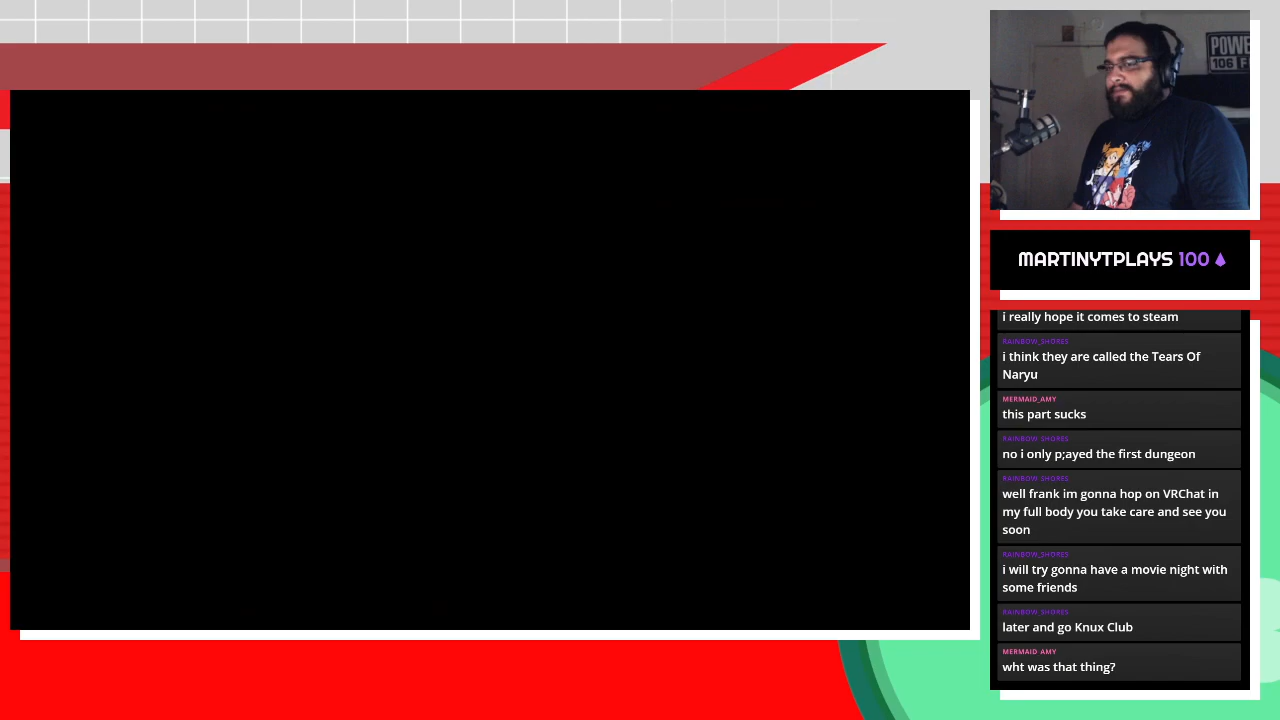 POWER
106 F
MARTINYTPLAYS 100
i really hope it comes to steam
RAINBOW_SHORES
i think they are called the Tears Of
Naryu
MERMAID_AMY
this part sucks
RAINBOW_SHORES
no i only p;ayed the first dungeon
RAINBOW_SHORES
well frank im gonna hop on VRChat in
my full body you take care and see you
soon
RAINBOW_SHORES
i will try gonna have a movie night with
some friends
RAINBOW_SHORES
later and go Knux Club
MERMAID_AMY
wht was that thing?